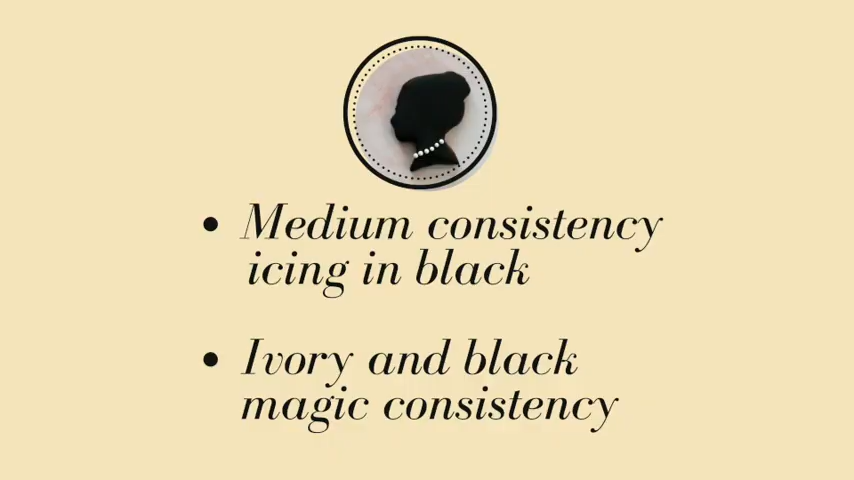 • Medium consistency
icing in black
• Ivory and black
magic consistency